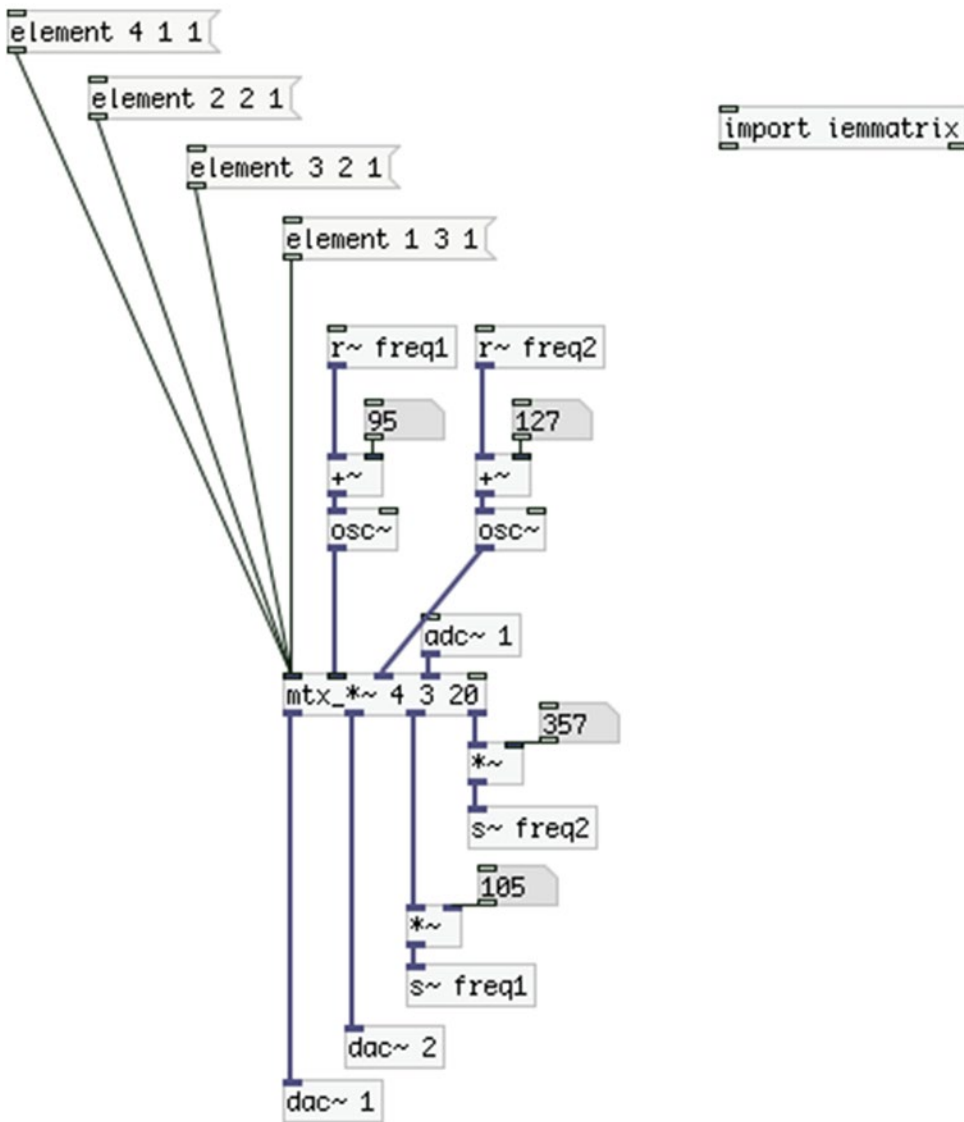 element 4 1 1
element 2 2 1
import iemmatrix
element 3 2 1
element 1 3 1
r~ freq1
r~ freq2
95
127
+~
+~
osc~
osc~
adc~ 1
mtx_*~ 4 3 20
357
*~
s~ freq2
105
*~
s~ freq1
dac~ 2
dac~ 1